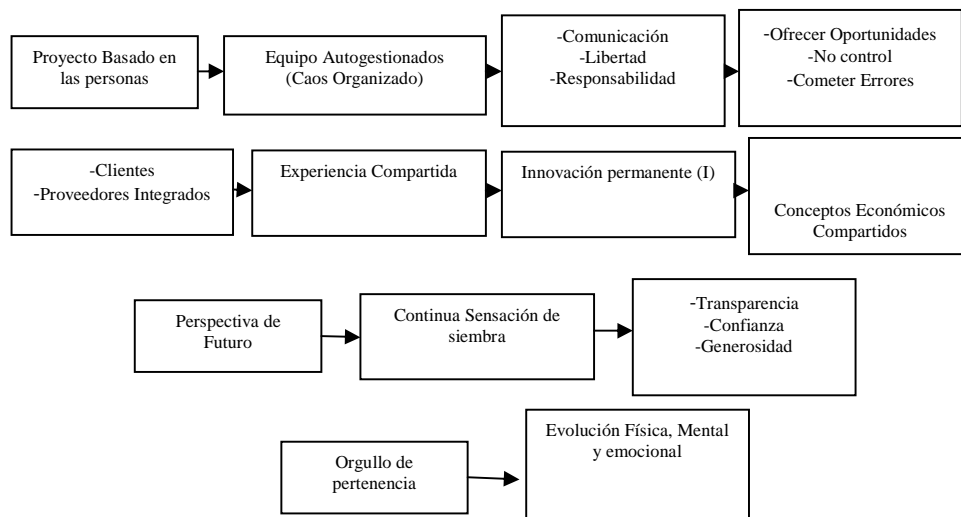 Proyecto Basado en
las personas
Equipo Autogestionados
(Caos Organizado)
-Comunicación
-Libertad
-Responsabilidad
-Ofrecer Oportunidades
-No control
-Cometer Errores
-Clientes
-Proveedores Integrados
Experiencia Compartida
Innovación permanente (I)
Conceptos Económicos
Compartidos
Perspectiva de
Futuro
Continua Sensación de
siembra
-Transparencia
-Confianza
-Generosidad
Orgullo de
pertenencia
Evolución Física, Mental
y emocional